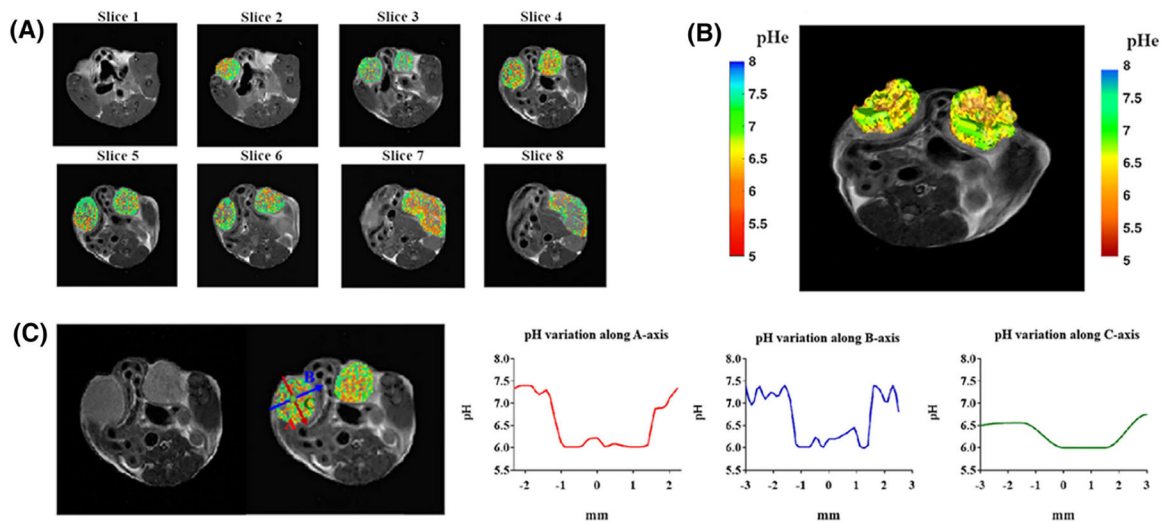 (A)
Slice 1 Slice 2 Slice 3 Slice 4
Slice 5 Slice 6 Slice 7 Slice 8
pHe
8
7.5
7
6.5
6
5.5
5
(B)
pHe
8
7.5
7
6.5
6
5.5
5
(C)
B
C
A
pH variation along A-axis
pH
8.0
7.5
7.0
6.5
6.0
5.5
-2 -1 0 1 2
mm
pH variation along B-axis
pH
8.0
7.5
7.0
6.5
6.0
5.5
-3 -2 -1 0 1 2 3
mm
pH variation along C-axis
pH
8.0
7.5
7.0
6.5
6.0
5.5
-3 -2 -1 0 1 2 3
mm